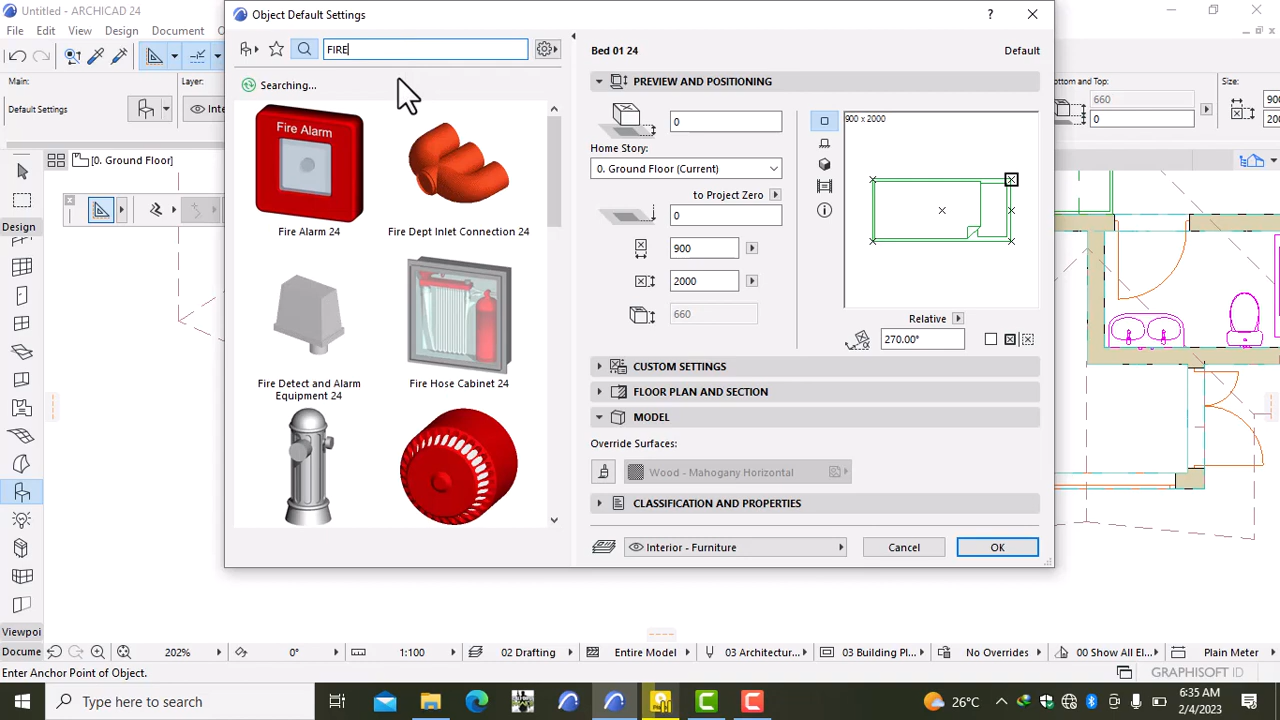 Untitled - ARCHICAD 24
File Edit View Design
Object Default Settings
?
FIRE
Bed 01 24
Default
Searching...
PREVIEW AND POSITIONING
Main:
Layer:
Bottom and Top:
Size:
Default Settings
Inte
660
0
900
2000
Fire Alarm
0
900 x 2000
Home Story:
[0. Ground Floor]
0. Ground Floor (Current)
to Project Zero
0
Design
Fire Alarm 24
Fire Dept Inlet Connection 24
900
2000
660
Relative
270.00°
Fire Detect and Alarm Equipment 24
Fire Hose Cabinet 24
CUSTOM SETTINGS
FLOOR PLAN AND SECTION
MODEL
Override Surfaces:
Wood - Mahogany Horizontal
CLASSIFICATION AND PROPERTIES
Interior - Furniture
Cancel
OK
Viewpoi
Docume
202%
0°
1:100
02 Drafting
Entire Model
03 Architectur...
03 Building Pl...
No Overrides
00 Show All El...
Plain Meter
Enter Anchor Point of Object.
GRAPHISOFT ID
Type here to search
26°C
6:35 AM
2/4/2023